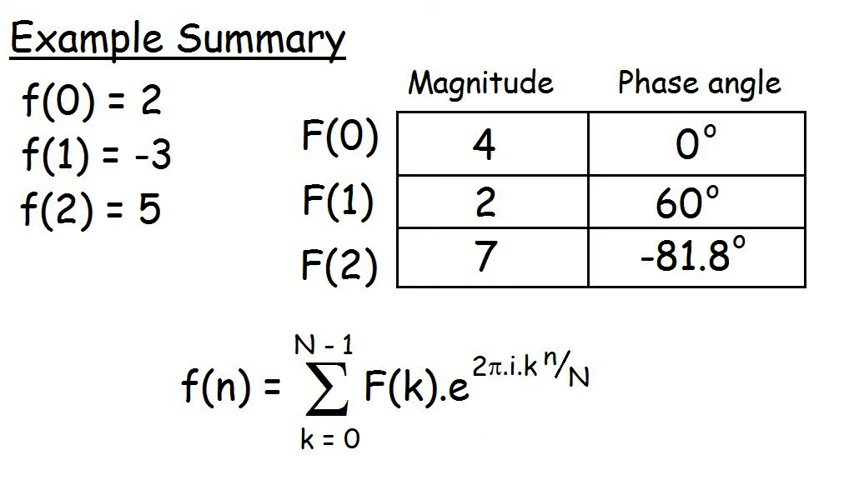 Example Summary
f(0) = 2
f(1) = -3
f(2) = 5
Magnitude Phase angle
F(0) 4 0°
F(1) 2 60°
F(2) 7 -81.8°
N - 1
f(n) = ∑ F(k).e^2π.i.k n/N
k = 0